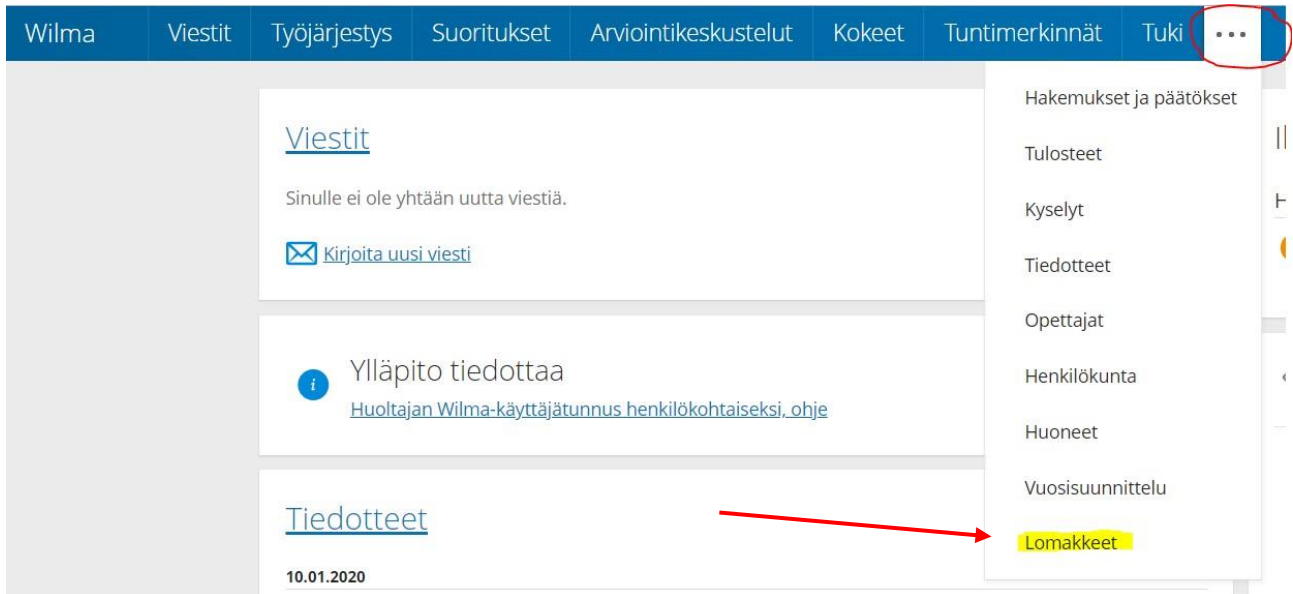 Wilma Viestit Työjärjestys Suoritukset Arviointikeskustelut Kokeet Tuntimerkinnät Tuki ...
Viestit
Sinulle ei ole yhtään uutta viestiä.
Kirjoita uusi viesti
Ylläpito tiedottaa
Huoltajan Wilma-käyttäjätunnus henkilökohtaiseksi, ohje
Tiedotteet
10.01.2020
Hakemukset ja päätökset
Tulosteet
Kyselyt
Tiedotteet
Opettajat
Henkilökunta
Huoneet
Vuosisuunnittelu
Lomakkeet